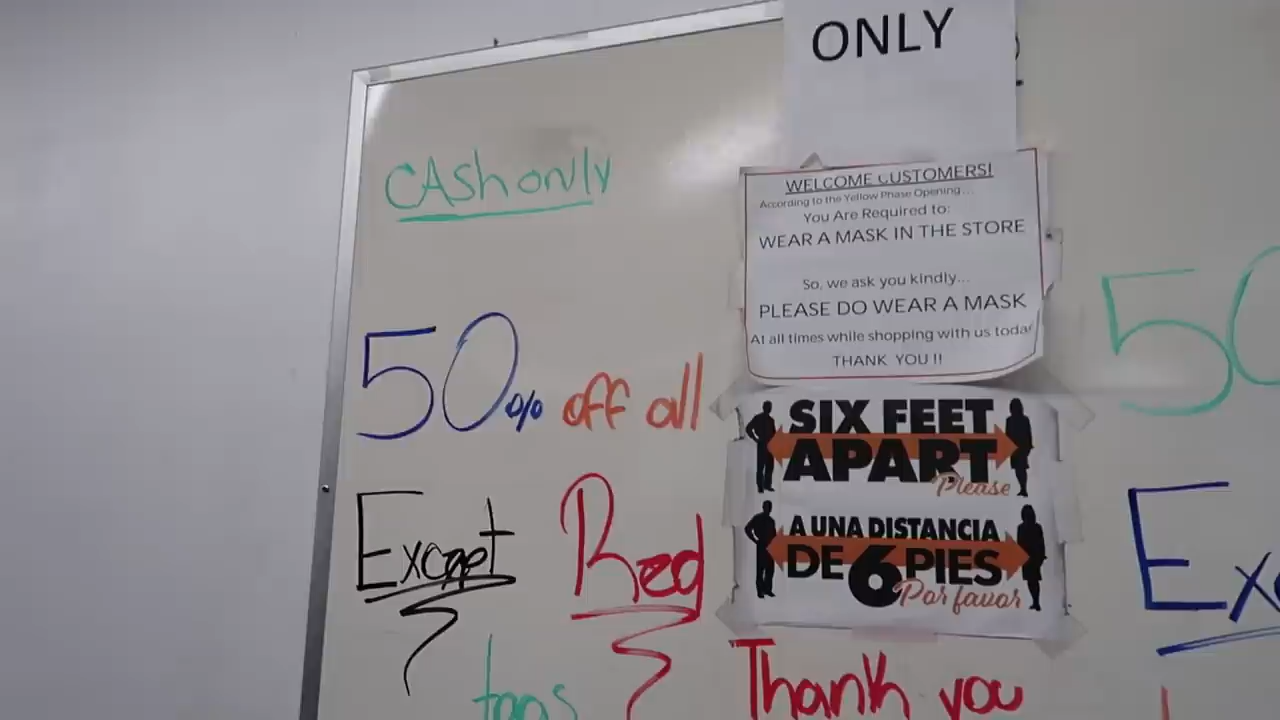 ONLY
CAsh only
WELCOME CUSTOMERS!
According to the Yellow Phase Opening...
You Are Required to:
WEAR A MASK IN THE STORE
So, we ask you kindly...
PLEASE DO WEAR A MASK
At all times while shopping with us today
THANK YOU !!
50% off all
Except Red
tags
SIX FEET
APART
Please
A UNA DISTANCIA
DE 6 PIES
Por favor
Thank you
50
Ex